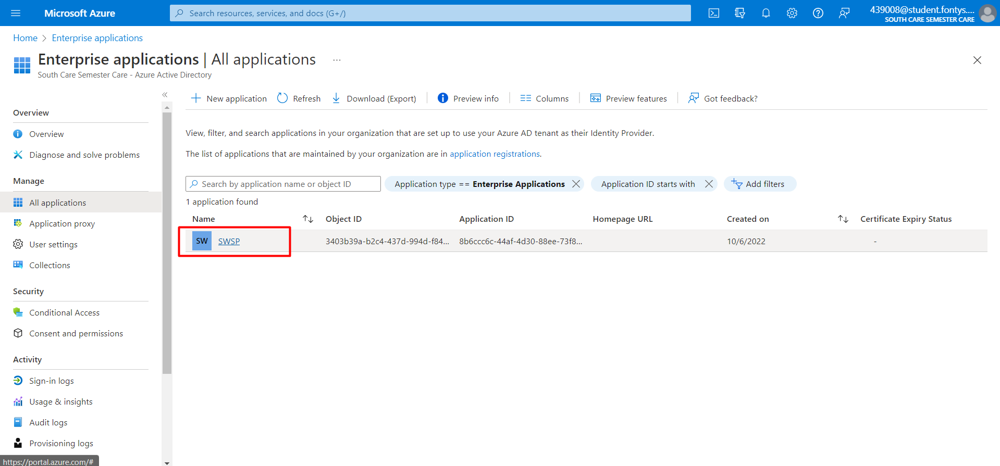 Microsoft Azure
Search resources, services, and docs (G+/)
439008@student.fontys....
SOUTH CARE SEMESTER CARE
Home > Enterprise applications
Enterprise applications | All applications ...
South Care Semester Care - Azure Active Directory
«
Overview
Overview
Diagnose and solve problems
Manage
All applications
Application proxy
User settings
Collections
Security
Conditional Access
Consent and permissions
Activity
Sign-in logs
Usage & insights
Audit logs
Provisioning logs
https://portal.azure.com/#
New application Refresh Download (Export) Preview info Columns Preview features Got feedback?
View, filter, and search applications in your organization that are set up to use your Azure AD tenant as their Identity Provider.
The list of applications that are maintained by your organization are in application registrations.
Search by application name or object ID Application type == Enterprise Applications Application ID starts with Add filters
1 application found
Name Object ID Application ID Homepage URL Created on Certificate Expiry Status
SW SWSP 3403b39a-b2c4-437d-994d-f84... 8b6ccc6c-44af-4d30-88ee-73f8... 10/6/2022 -